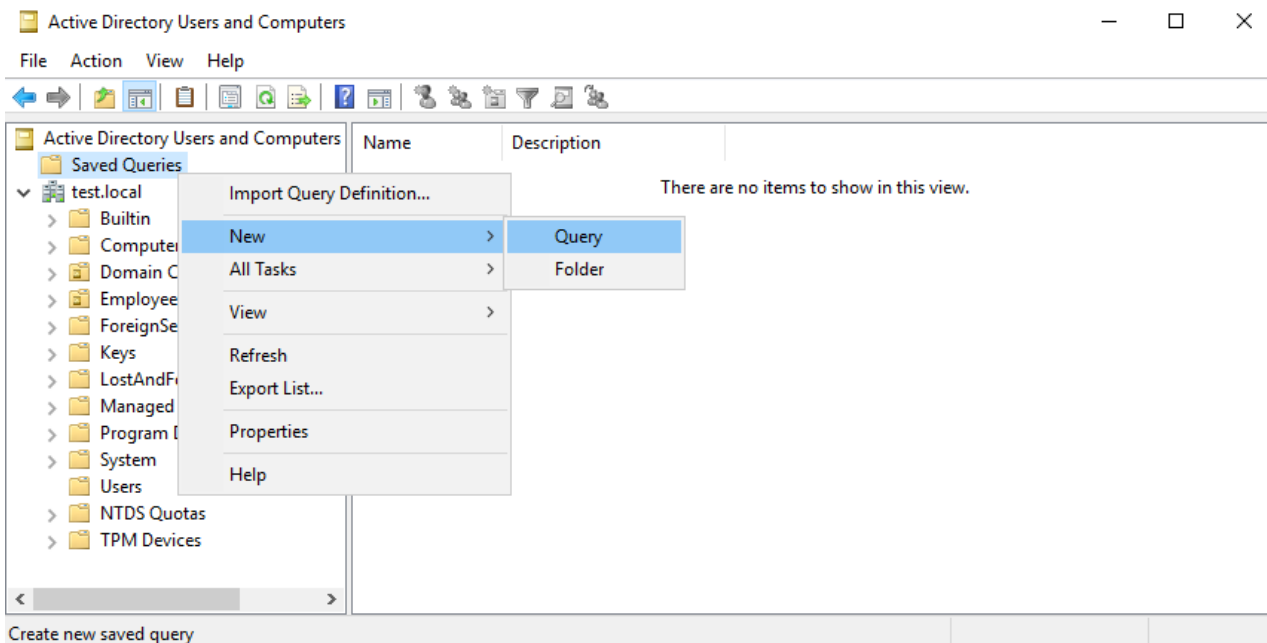 Active Directory Users and Computers
File Action View Help
Active Directory Users and Computers
Name Description
Saved Queries
There are no items to show in this view.
test.local
Import Query Definition...
Builtin
New
Query
Computer
All Tasks
Folder
Domain C
Employee
View
ForeignSe
Keys
Refresh
LostAndF
Export List...
Managed
Program D
Properties
System
Help
Users
NTDS Quotas
TPM Devices
Create new saved query